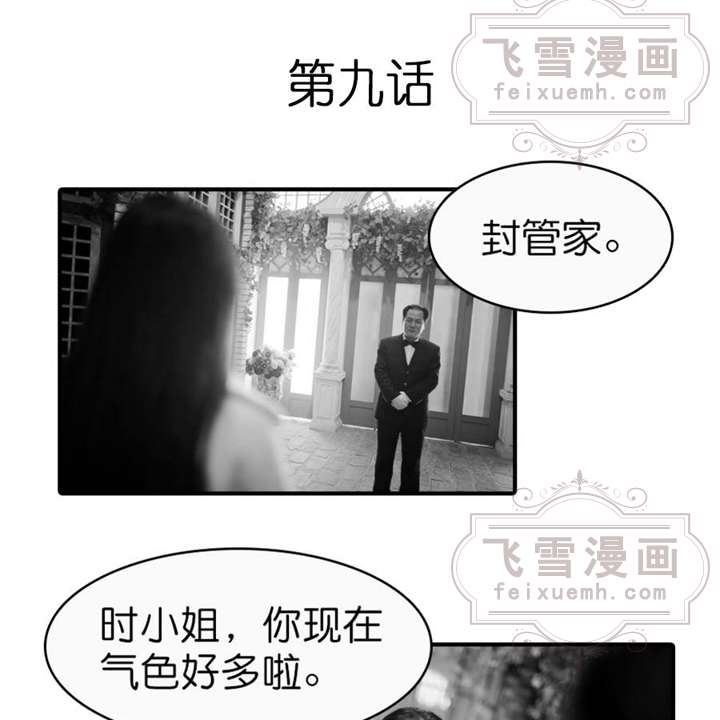 飞雪漫画
feixuemh.com
第九话
封管家。
飞雪漫画
feixuemh.com
时小姐，你现在
气色好多啦。